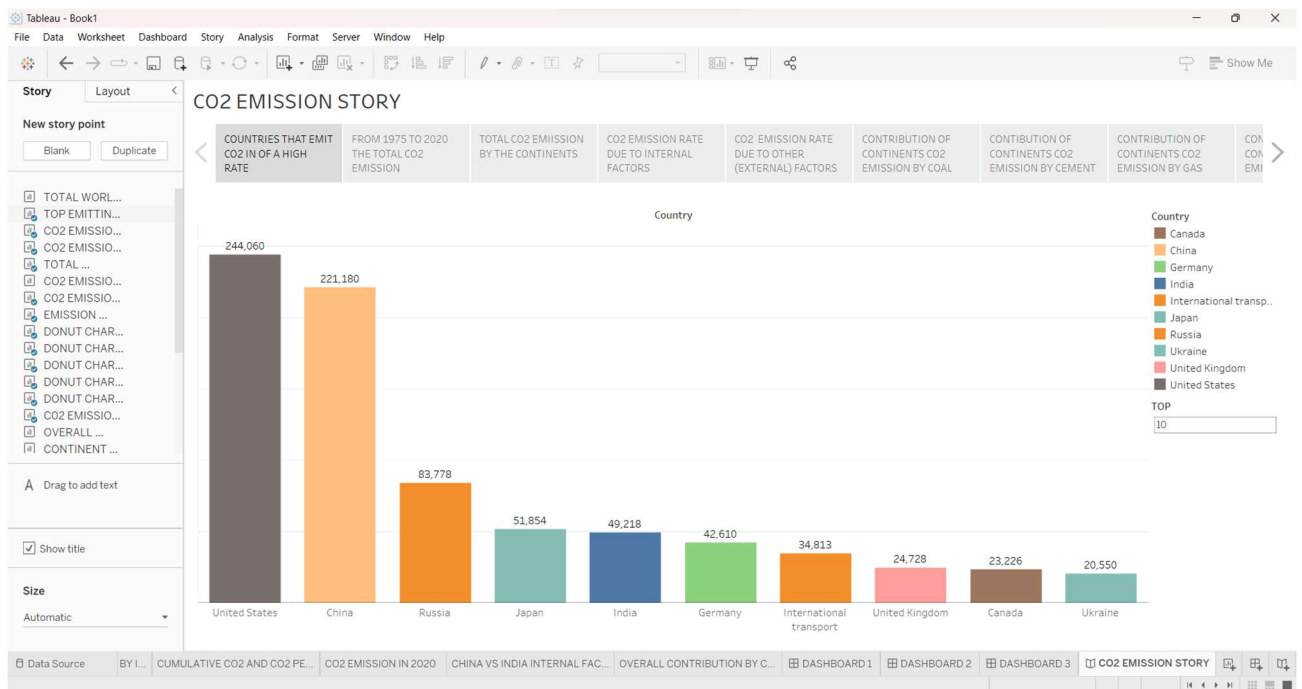 Tableau - Book1
File Data Worksheet Dashboard Story Analysis Format Server Window Help
Show Me
Story Layout
New story point
Blank Duplicate
TOTAL WORL...
TOP EMITTIN...
CO2 EMISSIO...
CO2 EMISSIO...
TOTAL ...
CO2 EMISSIO...
CO2 EMISSIO...
EMISSION ...
DONUT CHAR...
DONUT CHAR...
DONUT CHAR...
DONUT CHAR...
DONUT CHAR...
CO2 EMISSIO...
OVERALL ...
CONTINENT ...
A Drag to add text
Show title
Size
Automatic
CO2 EMISSION STORY
COUNTRIES THAT EMIT
CO2 IN OF A HIGH
RATE
FROM 1975 TO 2020
THE TOTAL CO2
EMISSION
TOTAL CO2 EMIISSION
BY THE CONTINENTS
CO2 EMISSION RATE
DUE TO INTERNAL
FACTORS
CO2 EMISSION RATE
DUE TO OTHER
(EXTERNAL) FACTORS
CONTRIBUTION OF
CONTINENTS CO2
EMISSION BY COAL
CONTIBUTION OF
CONTINENTS CO2
EMISSION BY CEMENT
CONTRIBUTION OF
CONTINENTS CO2
EMISSION BY GAS
CON
CON
EMI
Country
244,060
221,180
83,778
51,854
49,218
42,610
34,813
24,728
23,226
20,550
United States China Russia Japan India Germany International United Kingdom Canada Ukraine
transport
Country
Canada
China
Germany
India
International transp..
Japan
Russia
Ukraine
United Kingdom
United States
TOP
10
Data Source BY I... CUMULATIVE CO2 AND CO2 PE... CO2 EMISSION IN 2020 CHINA VS INDIA INTERNAL FAC... OVERALL CONTRIBUTION BY C... DASHBOARD 1 DASHBOARD 2 DASHBOARD 3 CO2 EMISSION STORY